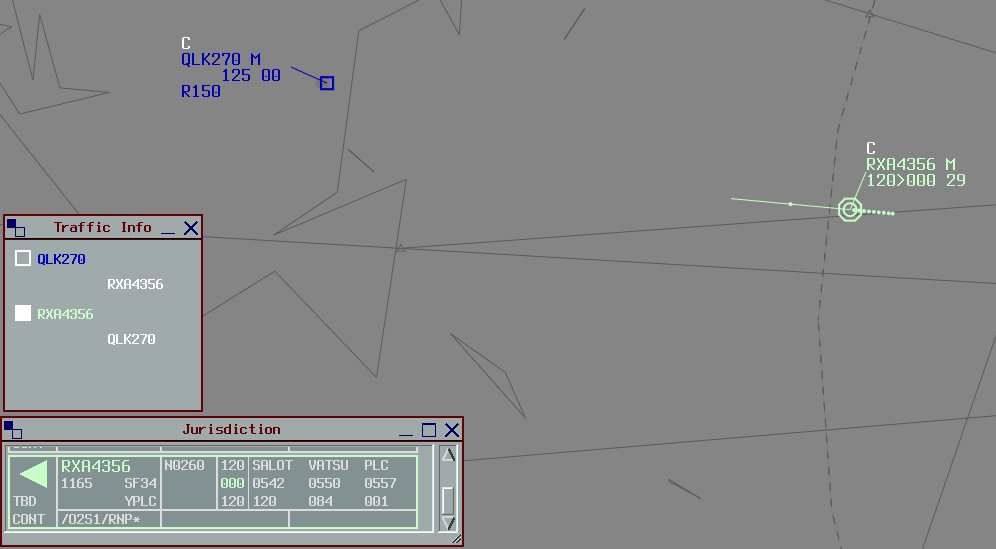 C
QLK270 M
125 00
R150
C
RXA4356 M
120>000 29
Traffic Info
QLK270
RXA4356
RXA4356
QLK270
Jurisdiction
RXA4356 N0260 120 SALOT VATSU PLC
1165 SF34 000 0542 0550 0557
TBD YPLC 120 120 084 001
CONT /O2S1/RNP*